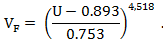 V_F = ((U - 0.893)/0.753)^4,518 .